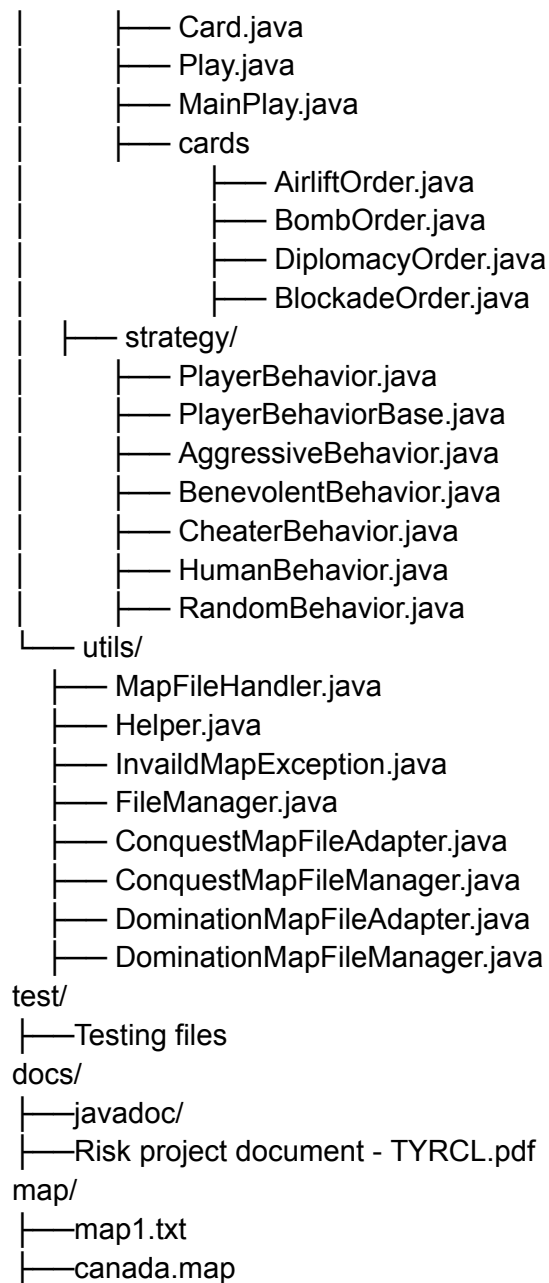 │       ├── Card.java
│       ├── Play.java
│       ├── MainPlay.java
│       ├── cards
│               ├── AirliftOrder.java
│               ├── BombOrder.java
│               ├── DiplomacyOrder.java
│               ├── BlockadeOrder.java
│   ├── strategy/
│       ├── PlayerBehavior.java
│       ├── PlayerBehaviorBase.java
│       ├── AggressiveBehavior.java
│       ├── BenevolentBehavior.java
│       ├── CheaterBehavior.java
│       ├── HumanBehavior.java
│       ├── RandomBehavior.java
└── utils/
    ├── MapFileHandler.java
    ├── Helper.java
    ├── InvaildMapException.java
    ├── FileManager.java
    ├── ConquestMapFileAdapter.java
    ├── ConquestMapFileManager.java
    ├── DominationMapFileAdapter.java
    ├── DominationMapFileManager.java
test/
├──Testing files
docs/
├──javadoc/
├──Risk project document - TYRCL.pdf
map/
├──map1.txt
├──canada.map